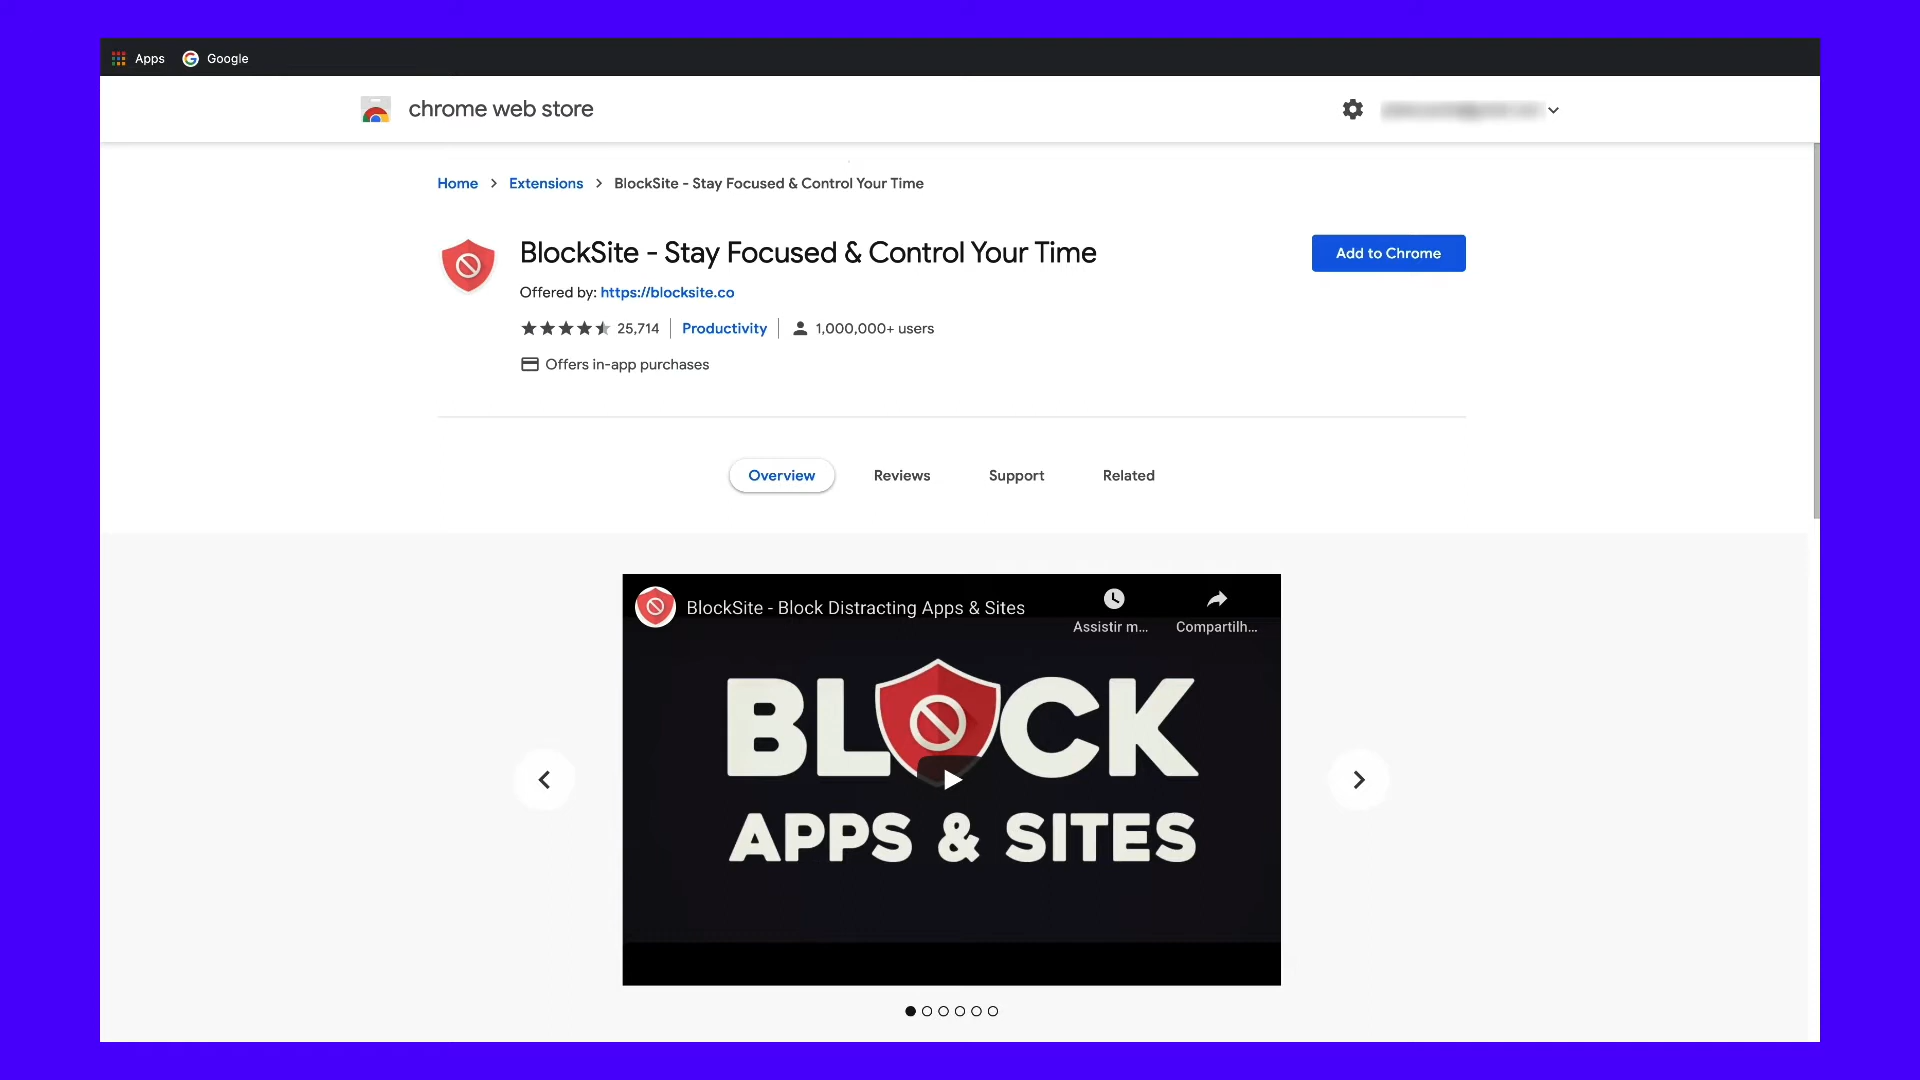 Apps Google
chrome web store
Home > Extensions > BlockSite - Stay Focused & Control Your Time
BlockSite - Stay Focused & Control Your Time
Add to Chrome
Offered by: https://blocksite.co
25,714 Productivity 1,000,000+ users
Offers in-app purchases
Overview Reviews Support Related
BlockSite - Block Distracting Apps & Sites
Assistir m... Compartilh...
BLOCK
APPS & SITES